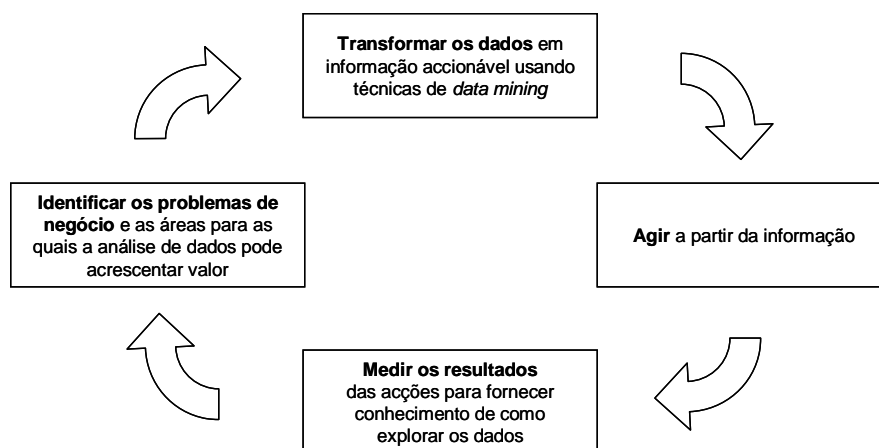 Transformar os dados em
informação accionável usando
técnicas de data mining
Identificar os problemas de
negócio e as áreas para as
quais a análise de dados pode
acrescentar valor
Agir a partir da informação
Medir os resultados
das acções para fornecer
conhecimento de como
explorar os dados